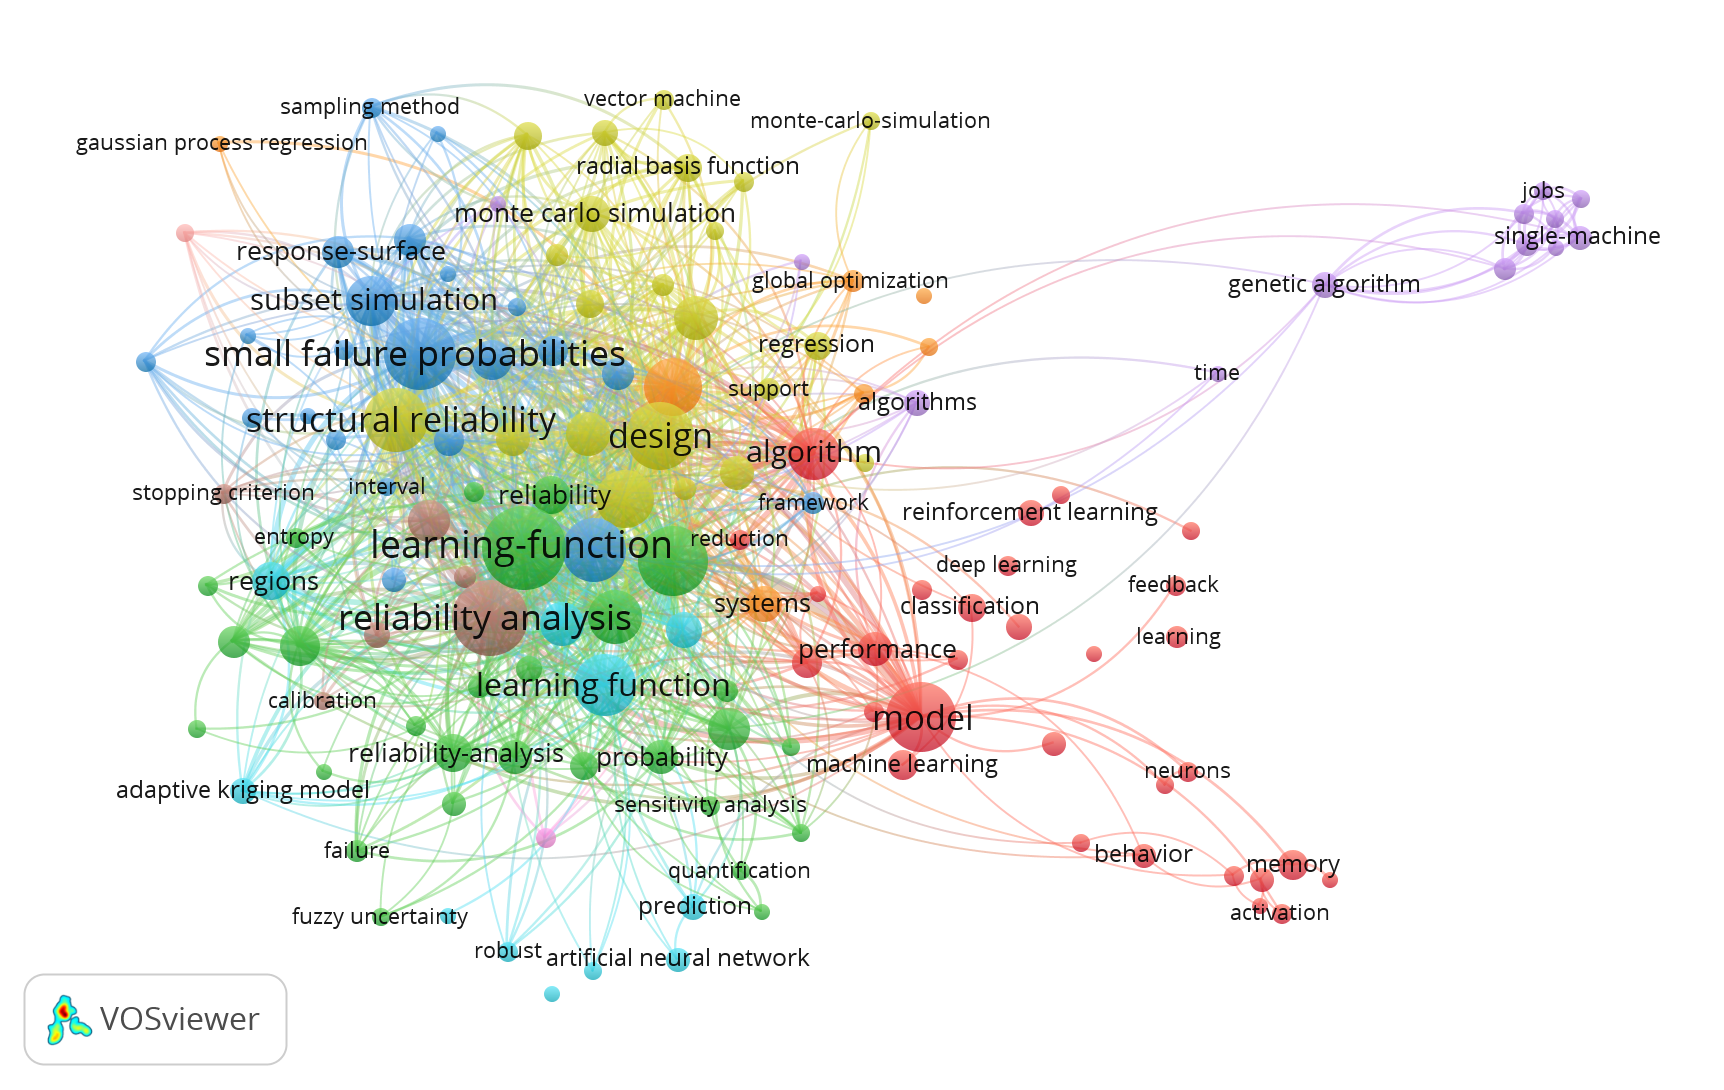 sampling method
vector machine
monte-carlo-simulation
gaussian process regression
radial basis function
jobs
monte carlo simulation
single-machine
response-surface
global optimization
genetic algorithm
subset simulation
regression
small failure probabilities
time
support
algorithms
structural reliability
design
algorithm
interval
stopping criterion
reliability
framework
reinforcement learning
entropy
learning-function
reduction
deep learning
regions
feedback
systems
classification
reliability analysis
learning
performance
learning function
calibration
model
reliability-analysis
probability
machine learning
neurons
adaptive kriging model
sensitivity analysis
failure
behavior
memory
quantification
prediction
activation
fuzzy uncertainty
robust
artificial neural network
VOSviewer